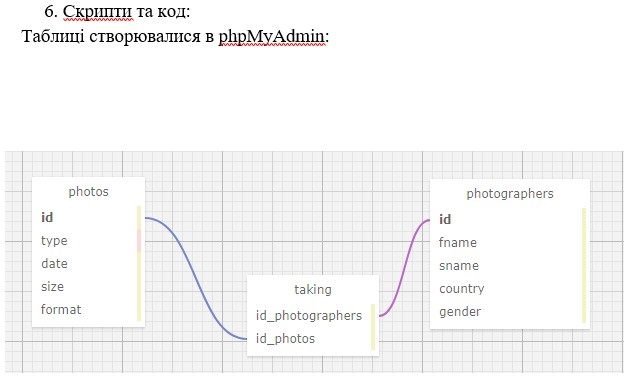 6. Скрипти та код:
Таблиці створювалися в phpMyAdmin:
photos
id
type
date
size
format
taking
id_photographers
id_photos
photographers
id
fname
sname
country
gender